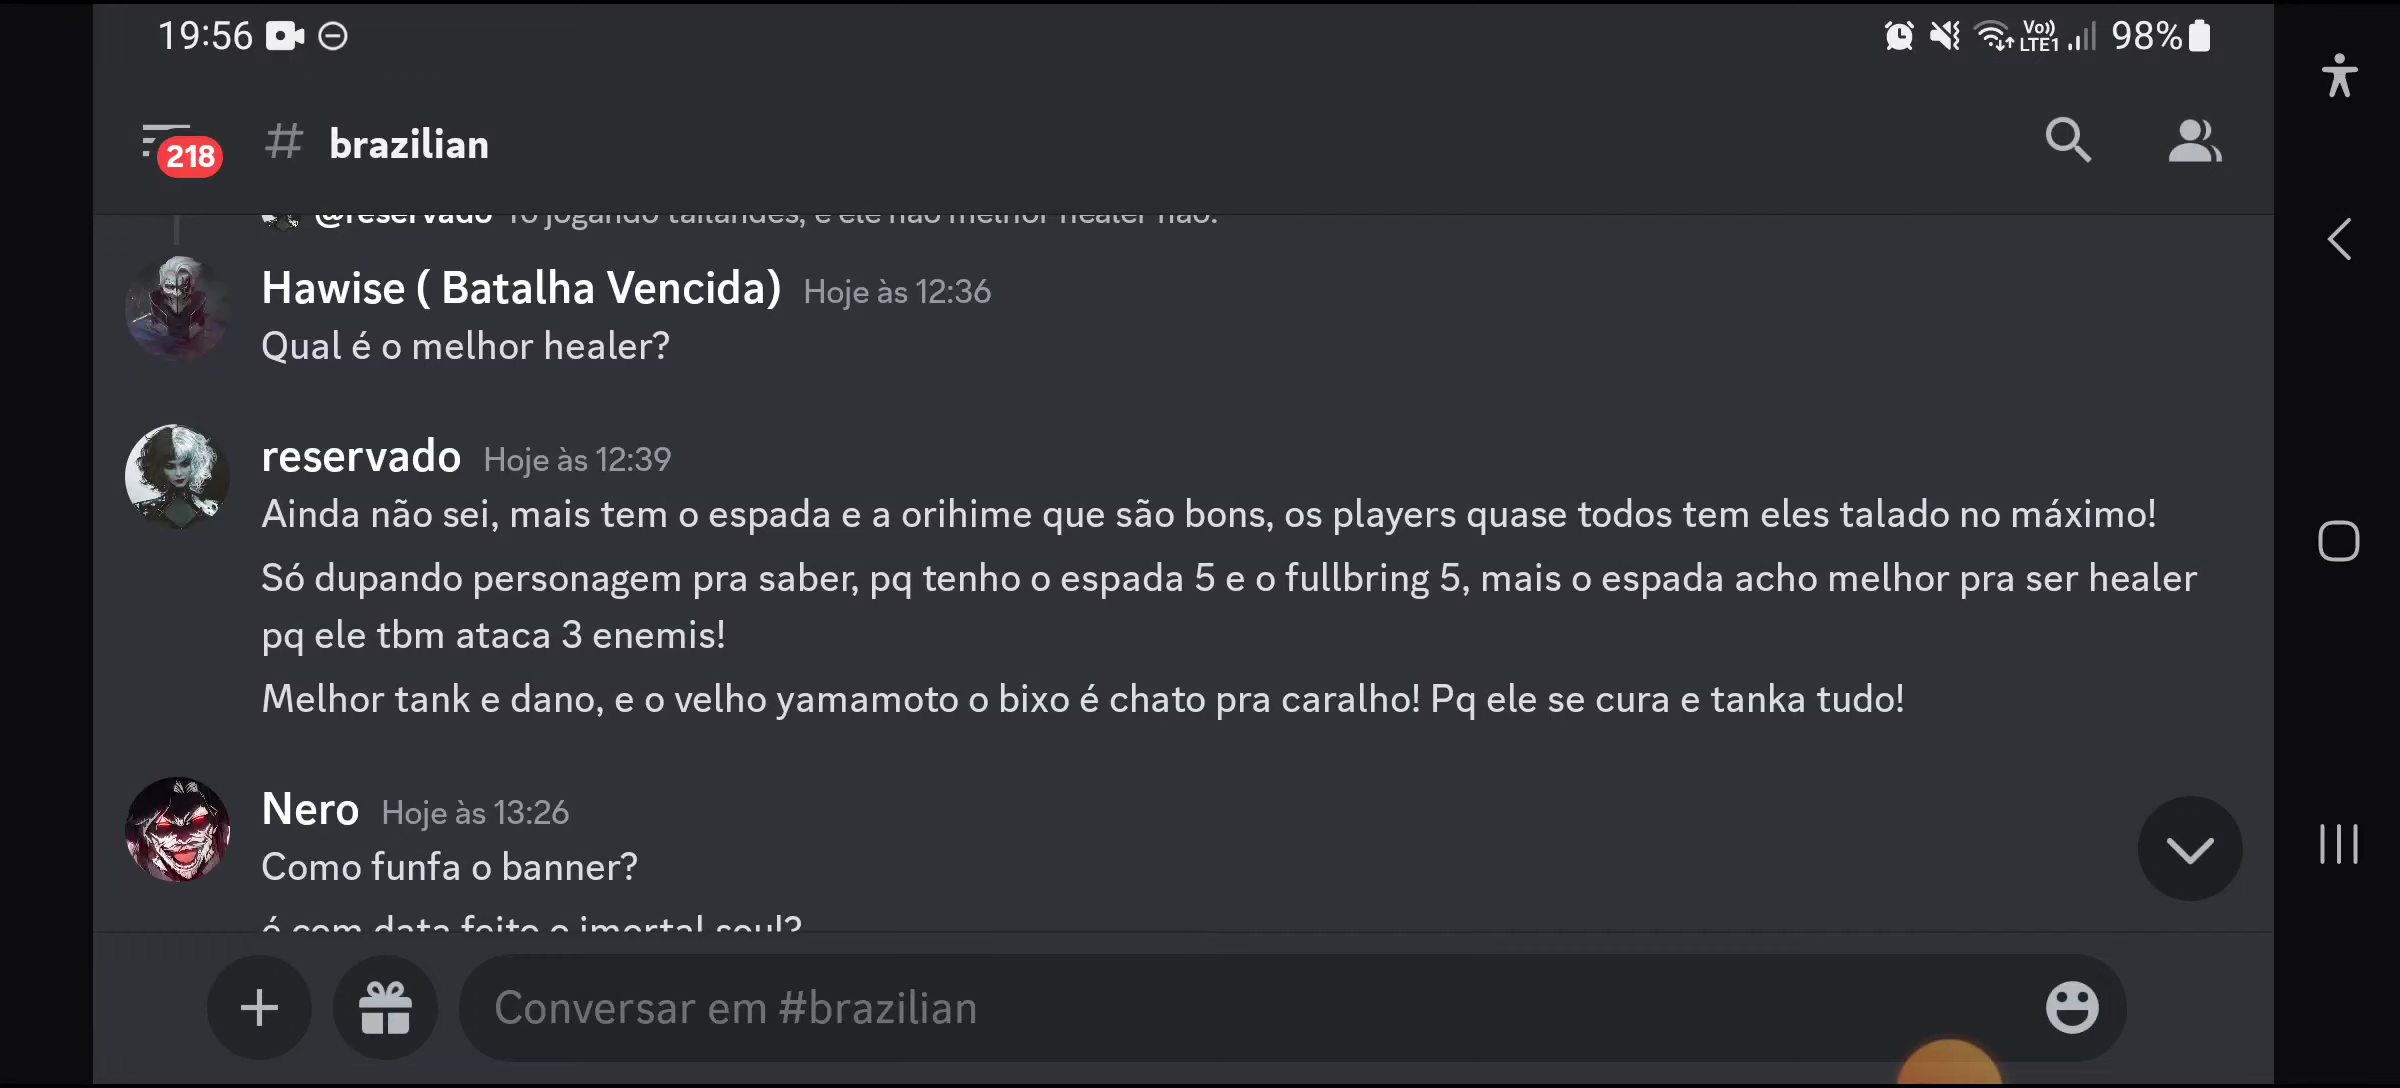 19:56
Vo)) LTE1 98%
218 # brazilian
@reservado Tô jogando tailandês, e ele não melhor healer não.
Hawise ( Batalha Vencida) Hoje às 12:36
Qual é o melhor healer?
reservado Hoje às 12:39
Ainda não sei, mais tem o espada e a orihime que são bons, os players quase todos tem eles talado no máximo!
Só dupando personagem pra saber, pq tenho o espada 5 e o fullbring 5, mais o espada acho melhor pra ser healer
pq ele tbm ataca 3 enemis!
Melhor tank e dano, e o velho yamamoto o bixo é chato pra caralho! Pq ele se cura e tanka tudo!
Nero Hoje às 13:26
Como funfa o banner?
é com data feito o imortal soul?
Conversar em #brazilian